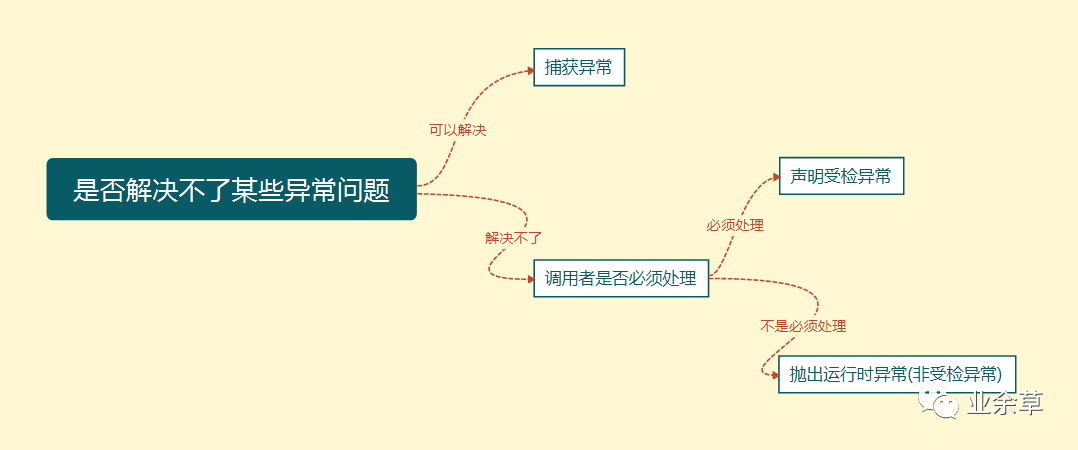 捕获异常
可以解决
是否解决不了某些异常问题
声明受检异常
必须处理
解决不了
调用者是否必须处理
不是必须处理
抛出运行时异常(非受检异常)
业余草